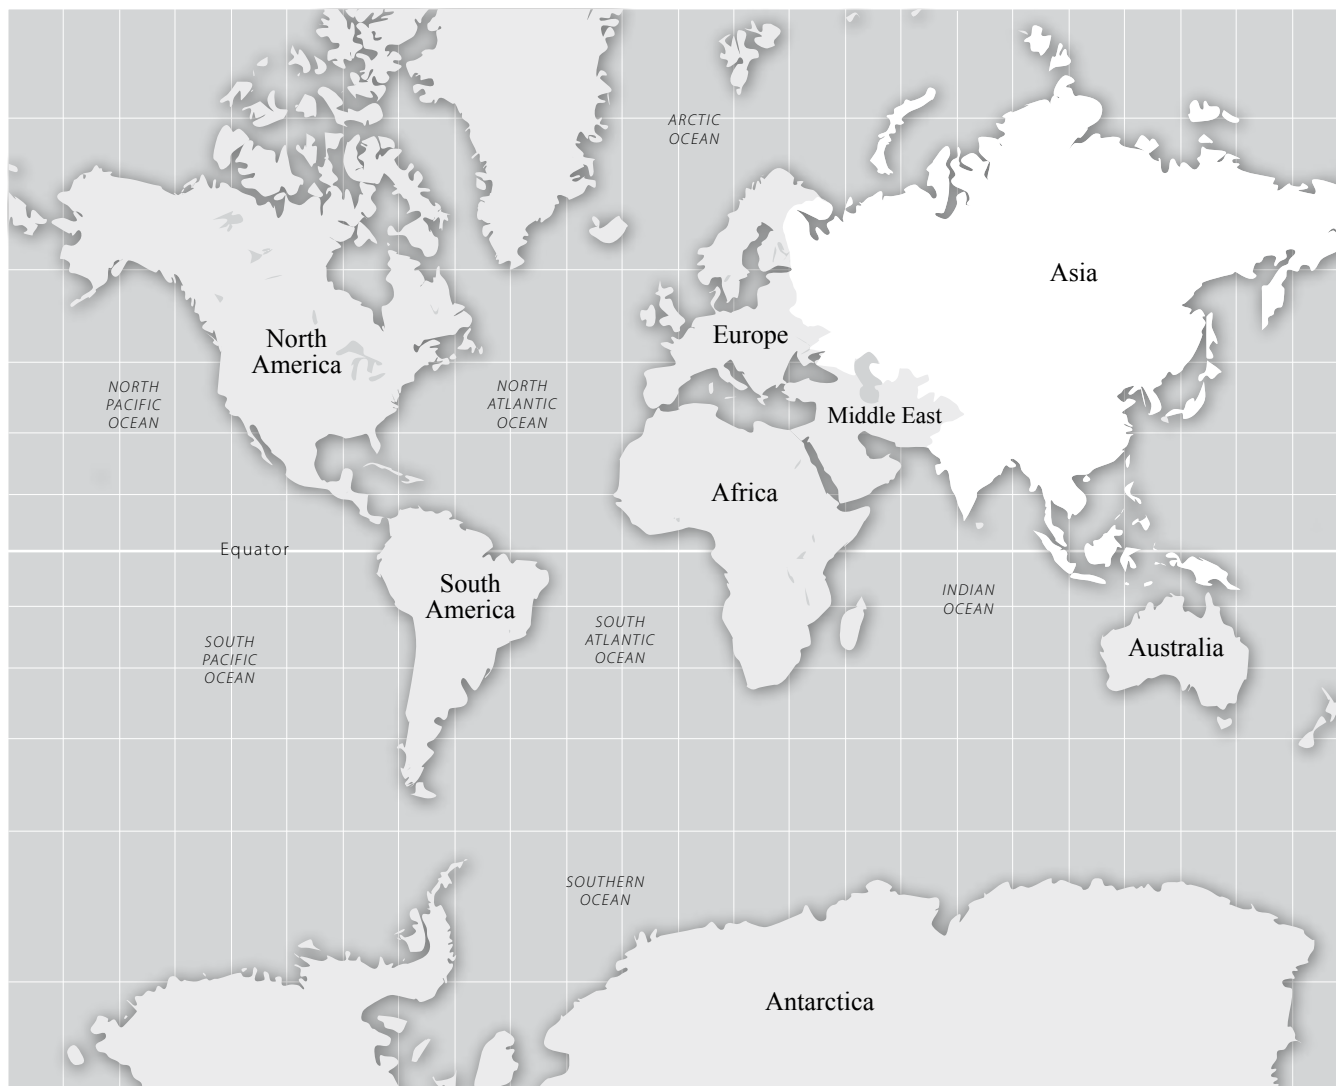 ARCTIC
OCEAN
Asia
North
America
Europe
NORTH
PACIFIC
OCEAN
NORTH
ATLANTIC
OCEAN
Middle East
Africa
Equator
South
America
INDIAN
OCEAN
SOUTH
PACIFIC
OCEAN
SOUTH
ATLANTIC
OCEAN
Australia
SOUTHERN
OCEAN
Antarctica